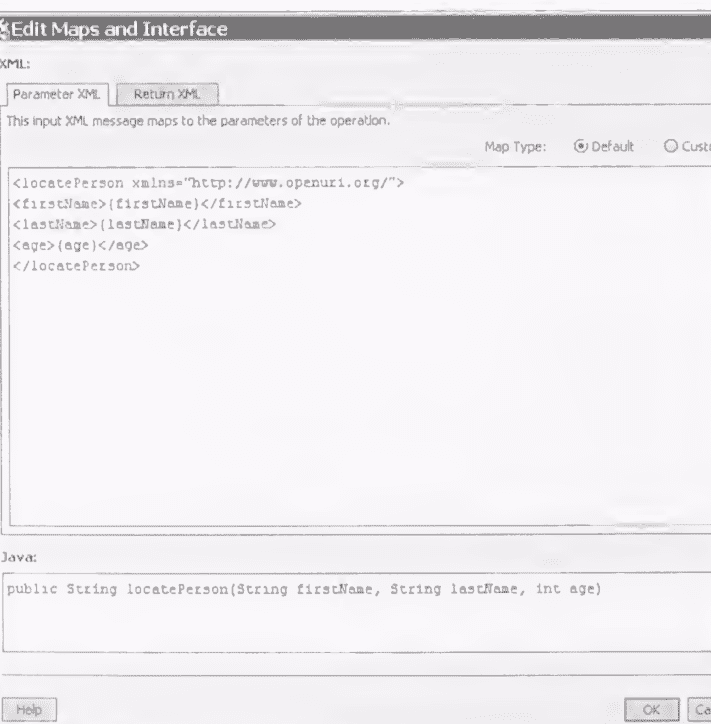 Edit Maps and Interface
XML:
Parameter XML Return XML
This input XML message maps to the parameters of the operation.
Map Type: Default Custo
<locatePerson xmlns="http://www.openuri.org/">
<firstName>{firstName}</firstName>
<lastName>{lastName}</lastName>
<age>{age}</age>
</locatePerson>
Java:
public String locatePerson(String firstName, String lastName, int age)
Help OK Ca